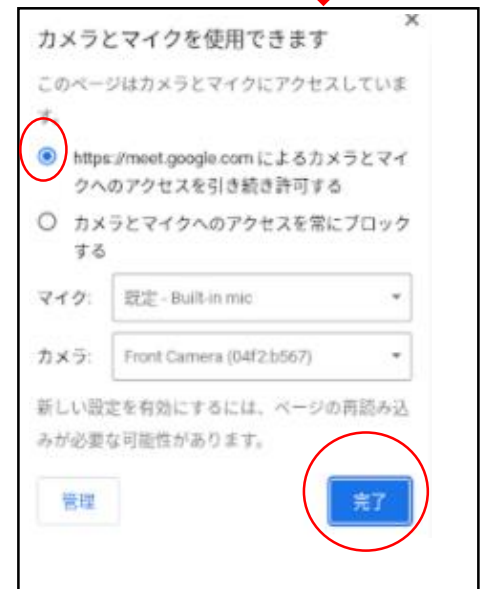 カメラとマイクを使用できます
×
このページはカメラとマイクにアクセスしていま
す。
https://meet.google.com によるカメラとマイ
クへのアクセスを引き続き許可する
カメラとマイクへのアクセスを常にブロック
する
マイク: 既定 - Built-in mic
カメラ: Front Camera (04f2:b567)
新しい設定を有効にするには、ページの再読み込
みが必要な可能性があります。
管理
完了